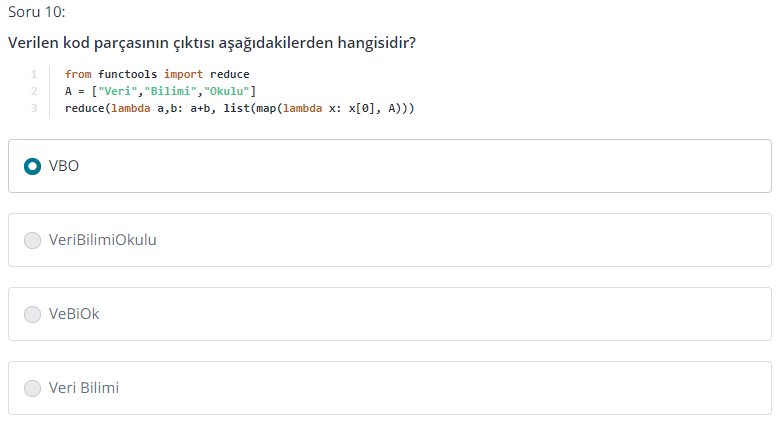 Soru 10:
Verilen kod parçasının çıktısı aşağıdakilerden hangisidir?
1 from functools import reduce
2 A = ["Veri","Bilimi","Okulu"]
3 reduce(lambda a,b: a+b, list(map(lambda x: x[0], A)))
VBO
VeriBilimiOkulu
VeBiOk
Veri Bilimi